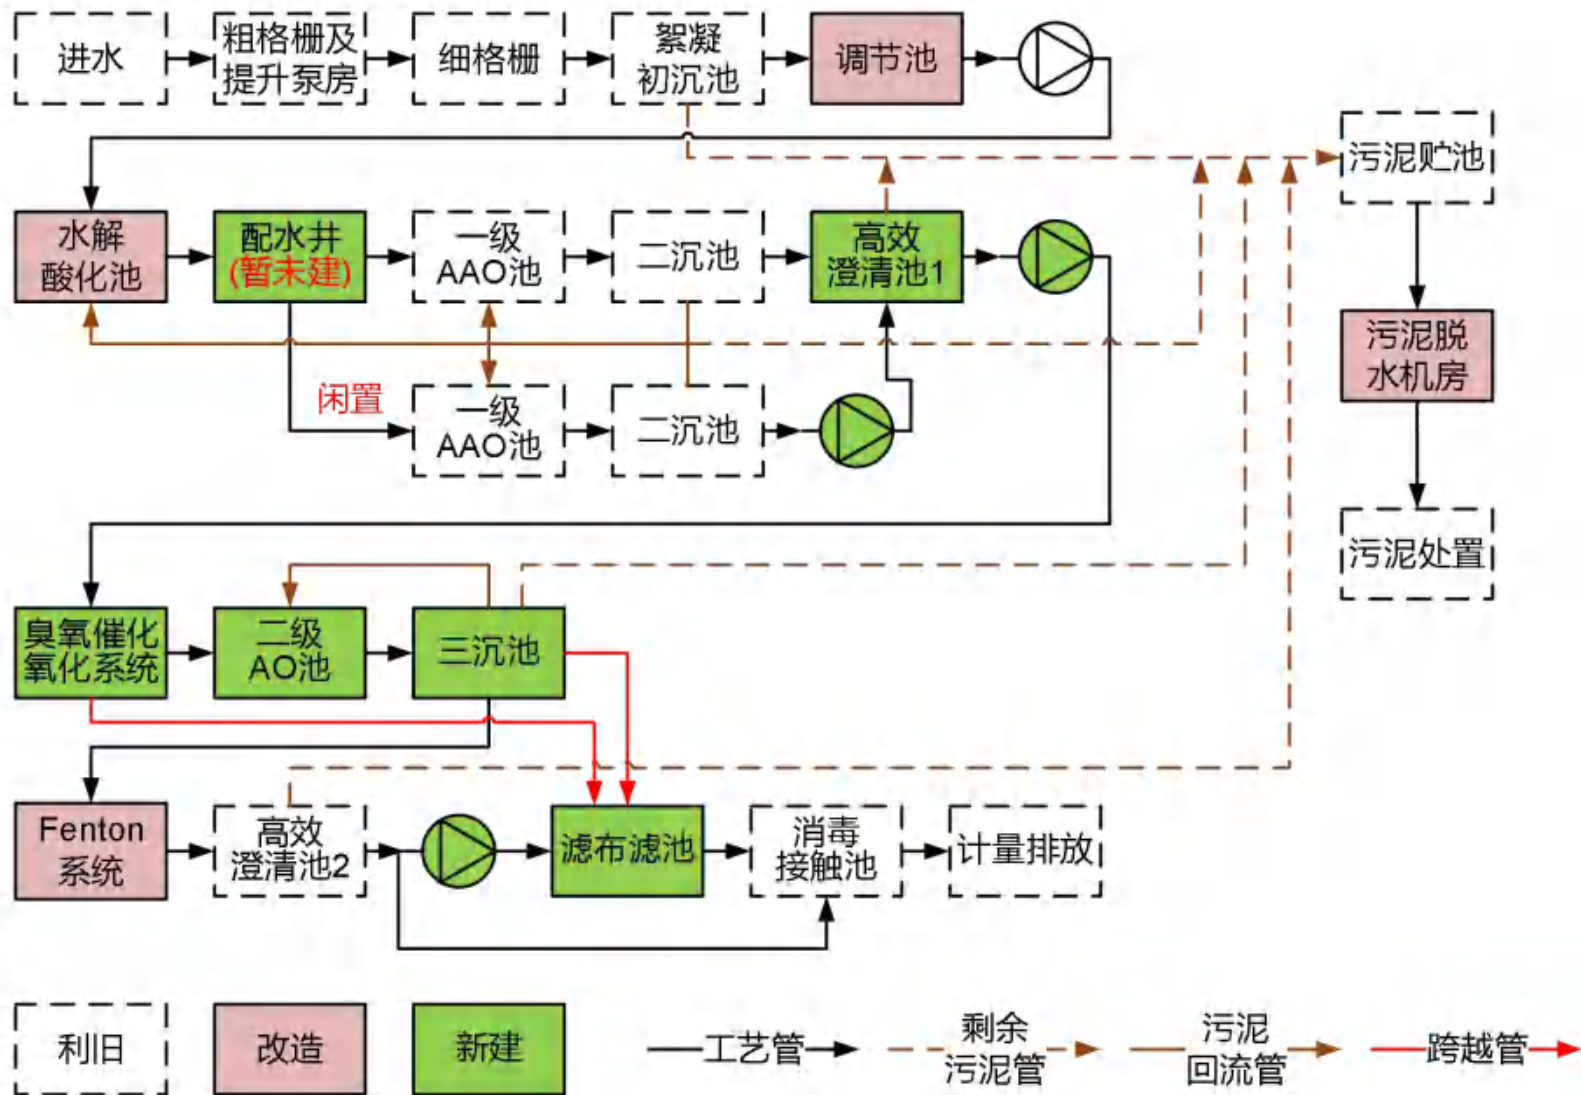 进水
粗格栅及
提升泵房
细格栅
絮凝
初沉池
调节池
污泥贮池
水解
酸化池
配水井
(暂未建)
一级
AAO池
二沉池
高效
澄清池1
污泥脱
水机房
闲置
一级
AAO池
二沉池
污泥处置
臭氧催化
氧化系统
二级
AO池
三沉池
Fenton
系统
高效
澄清池2
滤布滤池
消毒
接触池
计量排放
利旧
改造
新建
工艺管
剩余
污泥管
污泥
回流管
跨越管